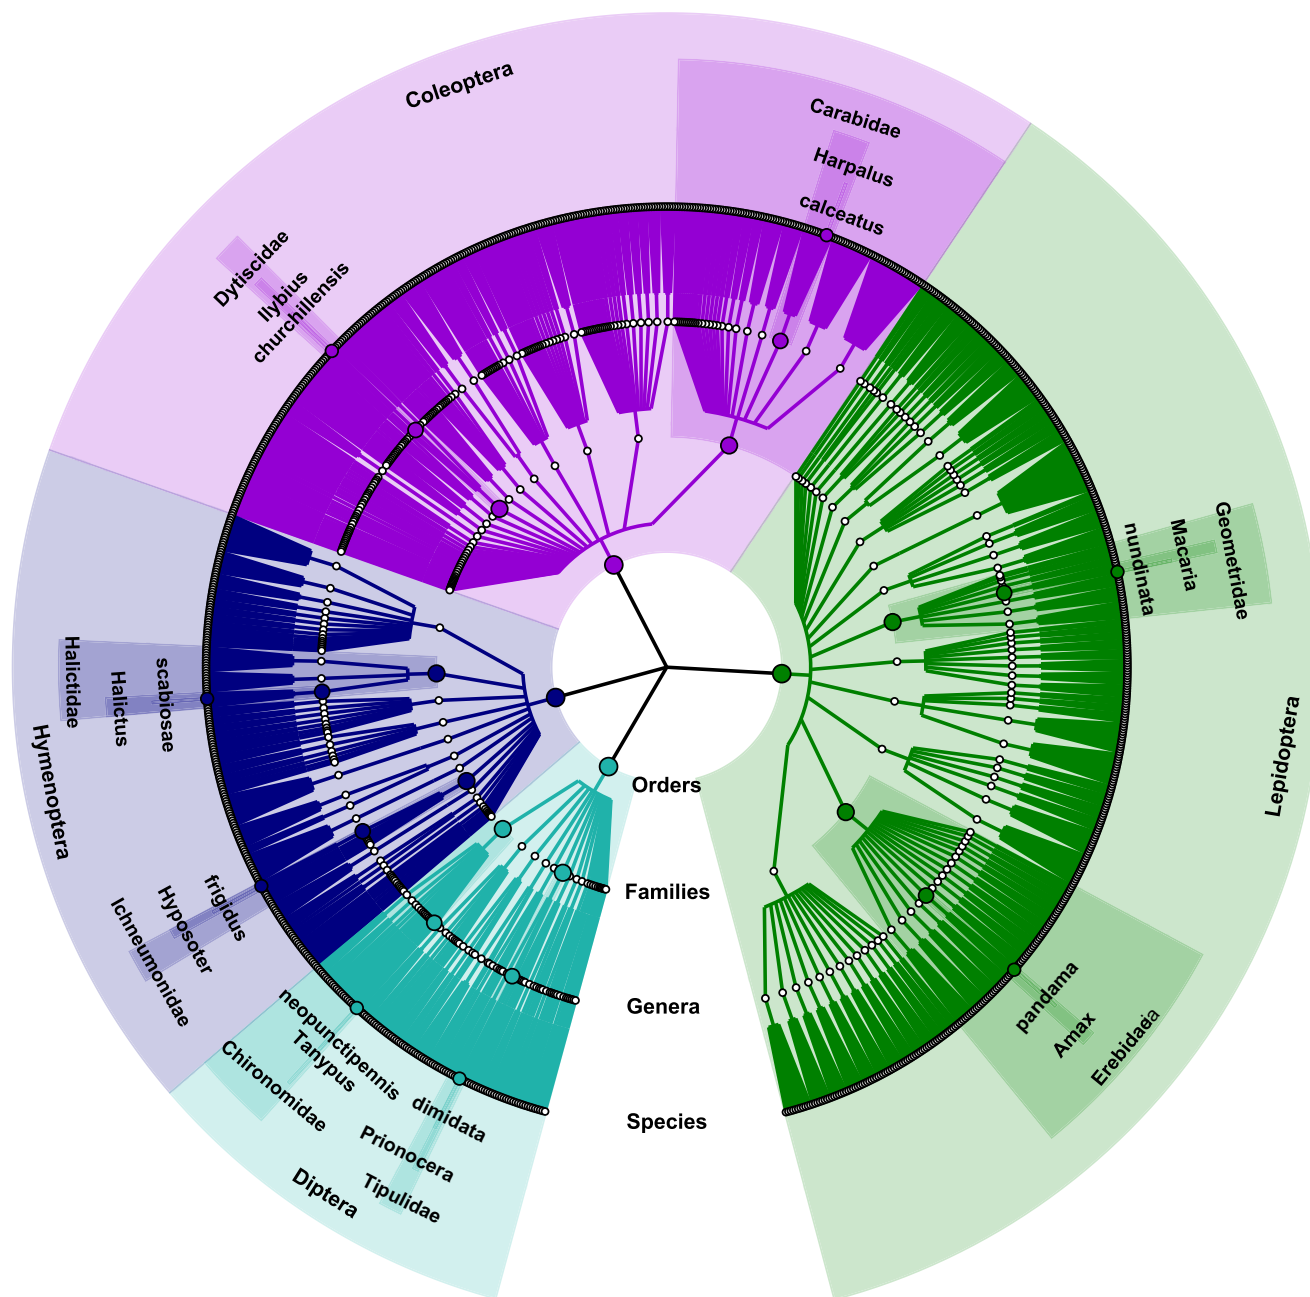 Coleoptera
Carabidae
Harpalus
calceatus
Dytiscidae
Ilybius
churchillensis
Geometridae
Macaria
nundinata
Halictidae
Halictus
scabiosae
Hymenoptera
Lepidoptera
Orders
Families
Genera
Species
frigidus
Hyposoter
Ichneumonidae
neopunctipennis
Tanypus
Chironomidae
dimidata
Prionocera
Tipulidae
Diptera
pandama
Amax
Erebidaeia